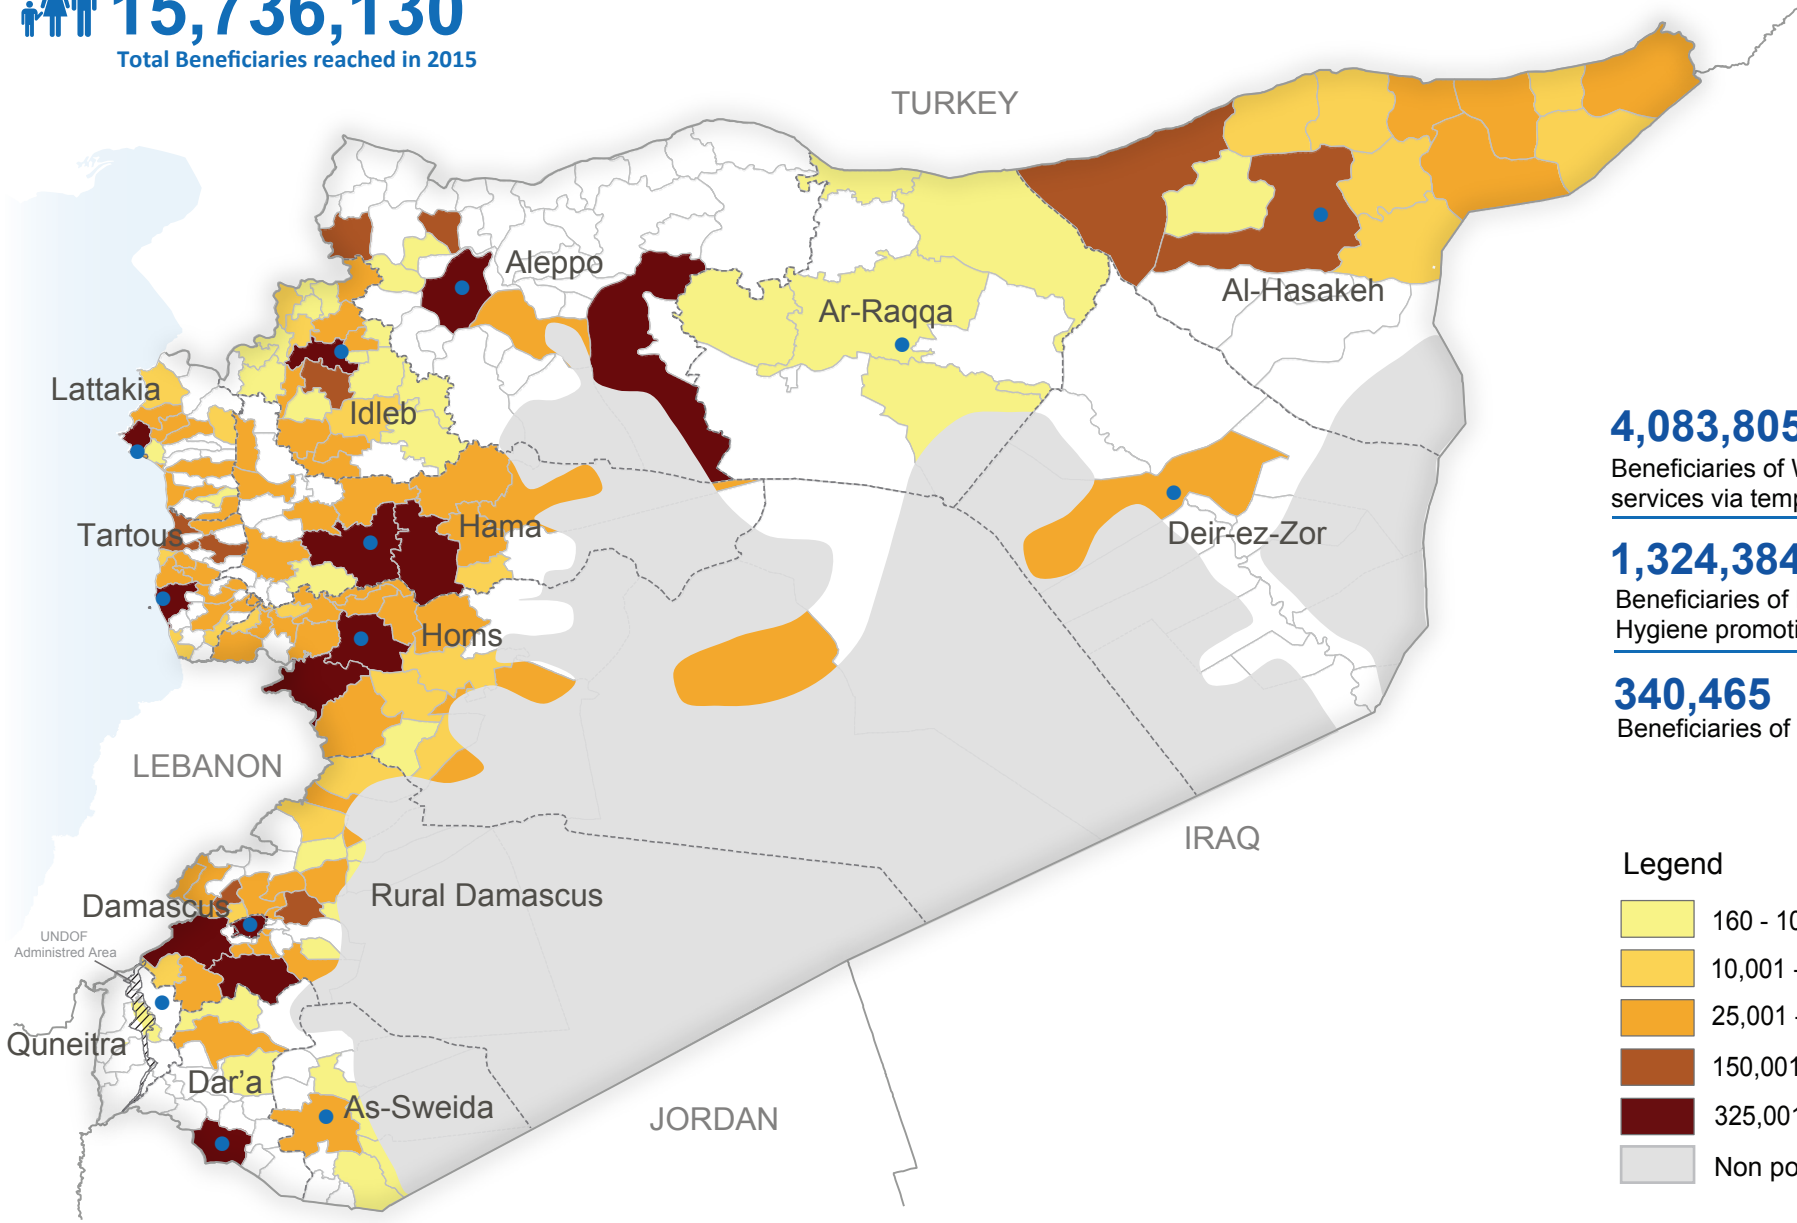 15,736,130
Total Beneficiaries reached in 2015
TURKEY
Aleppo
Ar-Raqqa
Al-Hasakeh
Lattakia
Idleb
4,083,805
Beneficiaries of
services via
Hama
Tartous
Deir-ez-Zor
1,324,384
Beneficiaries of
Hygiene
Homs
340,465
Beneficiaries of
LEBANON
IRAQ
Legend
Rural Damascus
Damascus
160 - 10
UNDOF
Administred Area
10,001 -
25,001 -
Quneitra
150,001
Dar'a
As-Sweida
JORDAN
325,001
Non